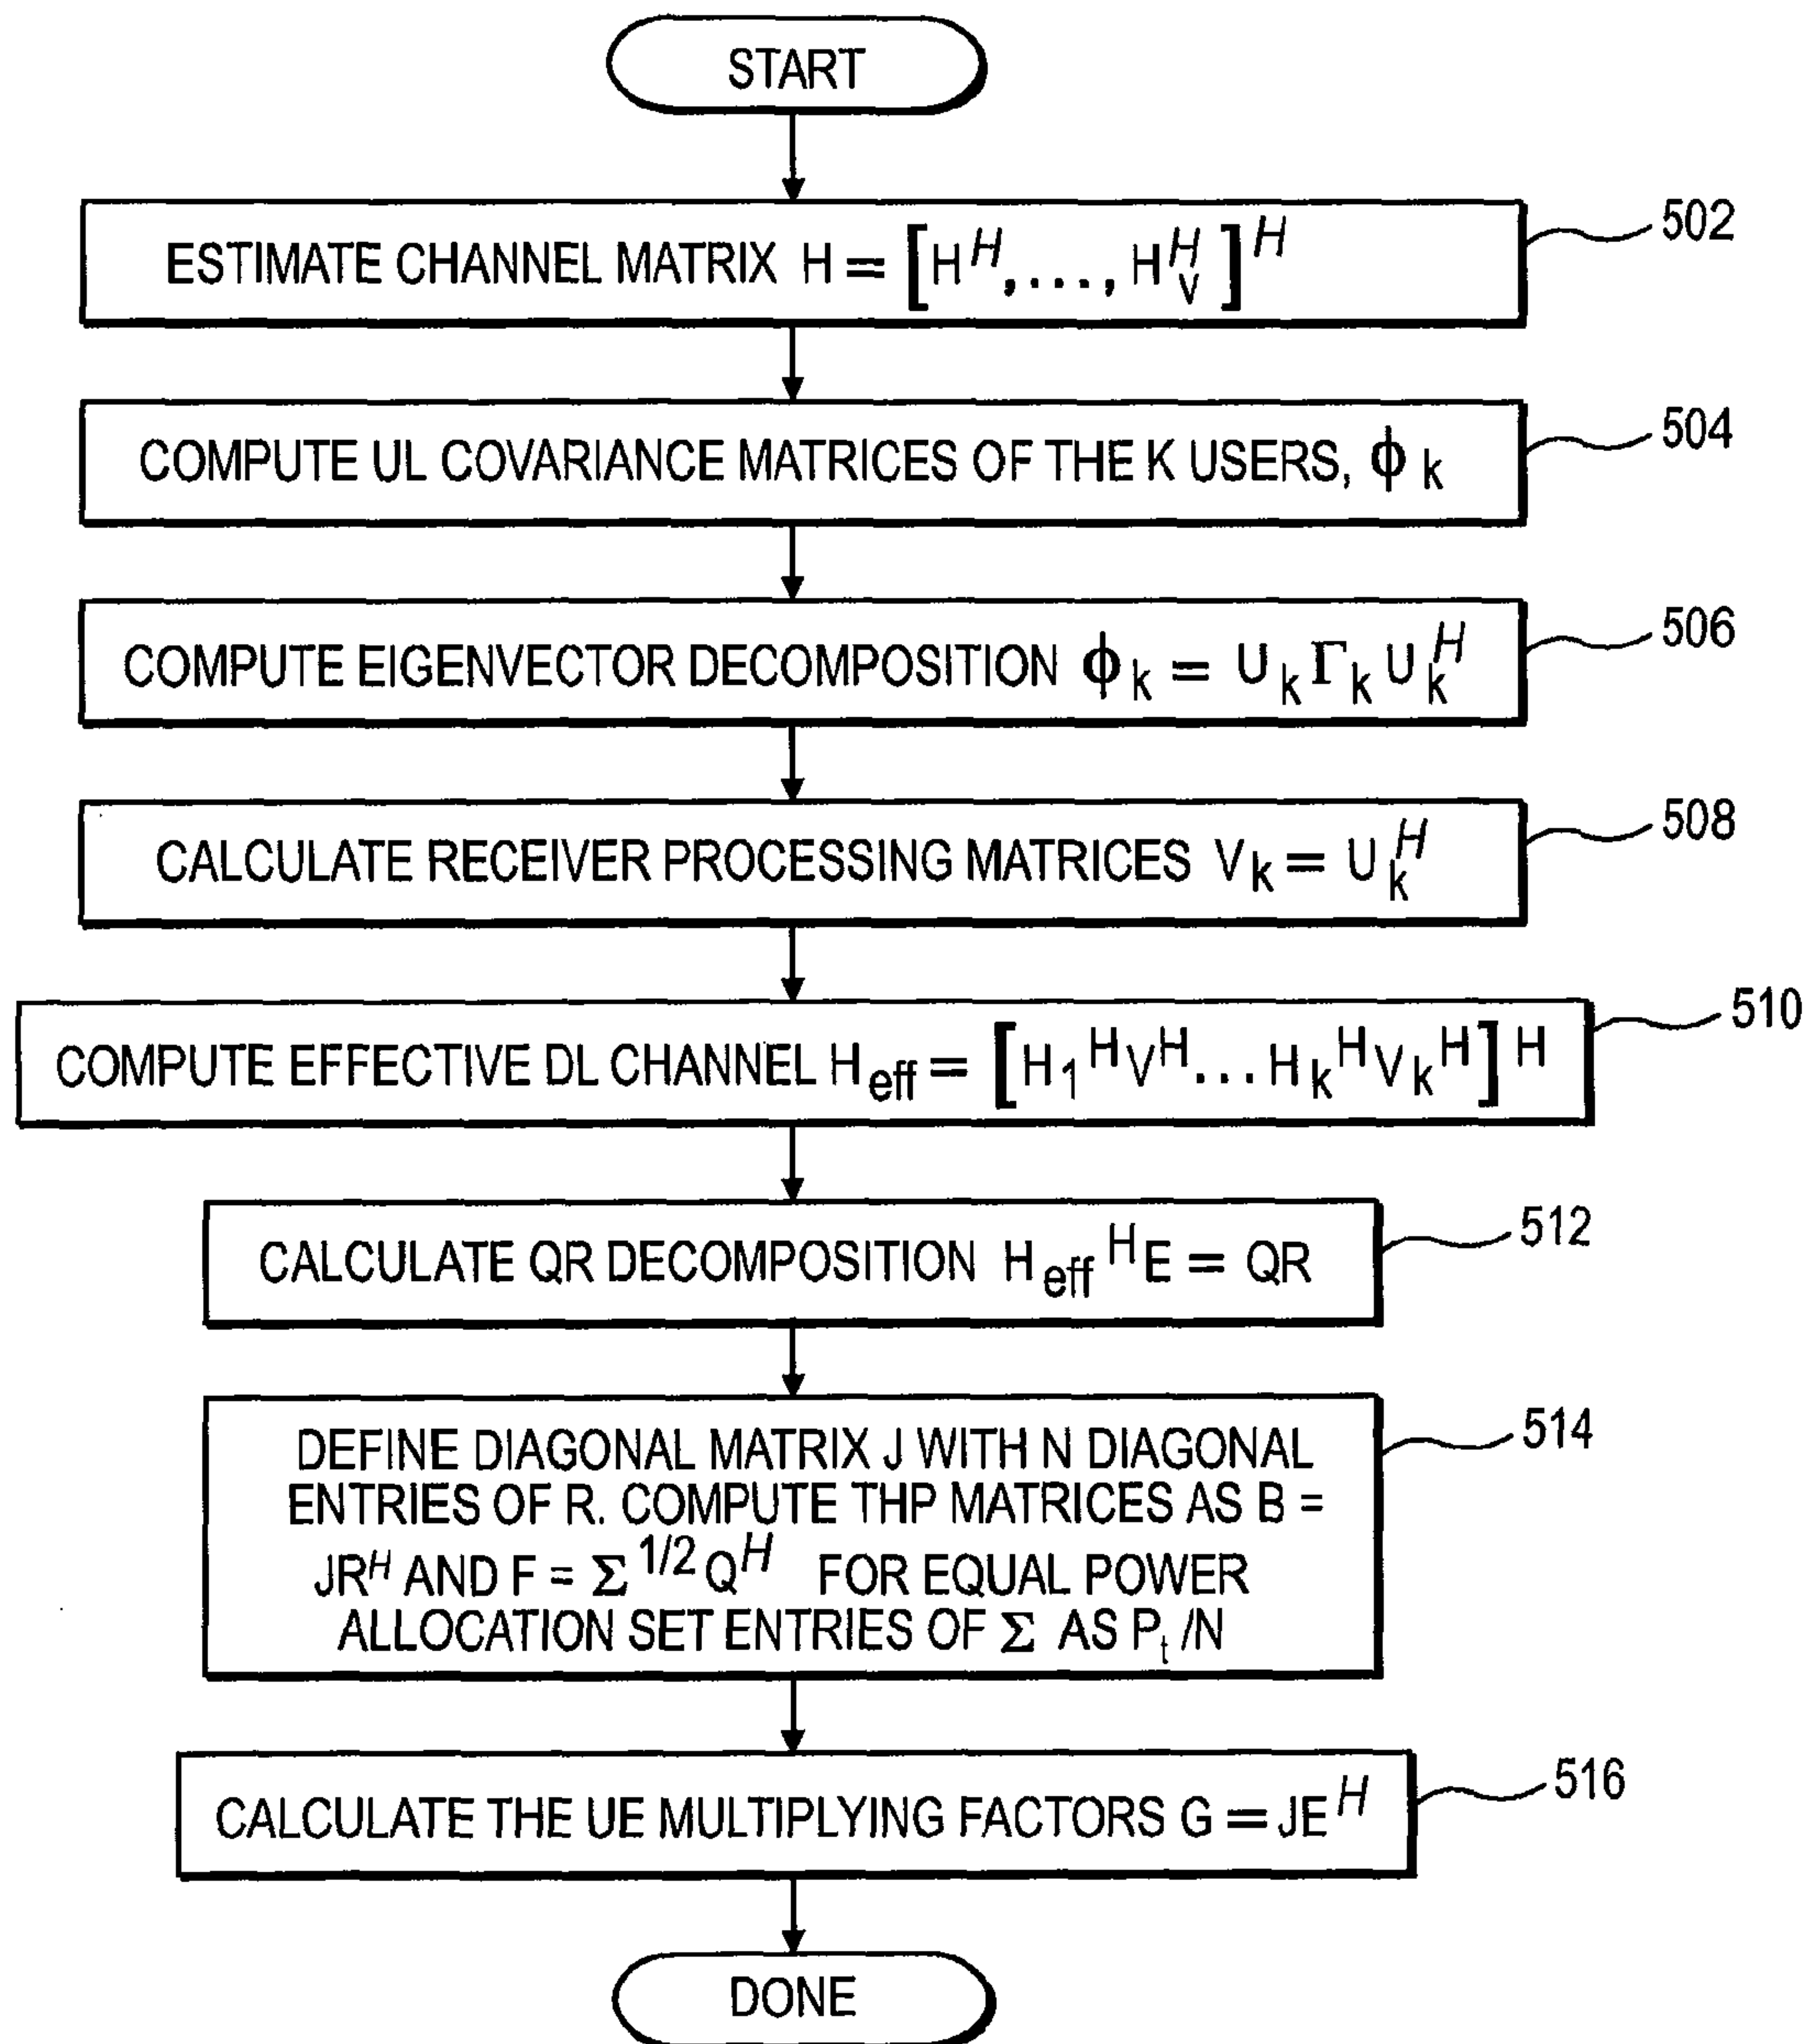 START
ESTIMATE CHANNEL MATRIX H = [H^H,..., H_V^H]^H
502
COMPUTE UL COVARIANCE MATRICES OF THE K USERS, ϕ_k
504
COMPUTE EIGENVECTOR DECOMPOSITION ϕ_k = U_k Γ_k U_k^H
506
CALCULATE RECEIVER PROCESSING MATRICES V_k = U_k^H
508
COMPUTE EFFECTIVE DL CHANNEL H_eff = [H_1^H V^H... H_k^H V_k^H]^H
510
CALCULATE QR DECOMPOSITION H_eff^H E = QR
512
DEFINE DIAGONAL MATRIX J WITH N DIAGONAL
ENTRIES OF R. COMPUTE THP MATRICES AS B =
JR^H AND F = Σ^1/2 Q^H FOR EQUAL POWER
ALLOCATION SET ENTRIES OF Σ AS P_t /N
514
CALCULATE THE UE MULTIPLYING FACTORS G = JE^H
516
DONE